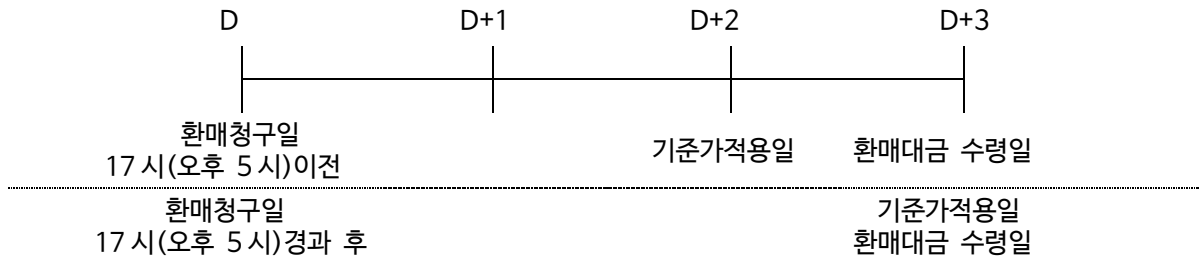 D D+1 D+2 D+3
환매청구일
17시(오후 5시)이전
기준가적용일 환매대금 수령일
환매청구일
17시(오후 5시)경과 후
기준가적용일
환매대금 수령일